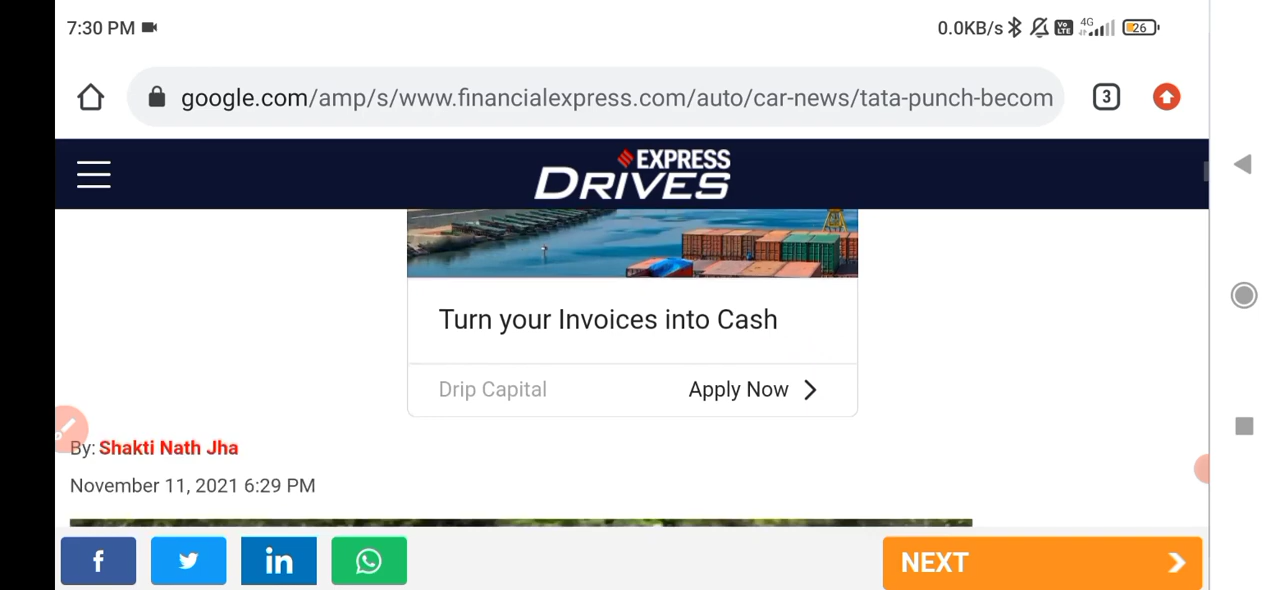 7:30 PM
0.0KB/s Vo LTE 4G 26
google.com/amp/s/www.financialexpress.com/auto/car-news/tata-punch-becom
3
EXPRESS
DRIVES
Turn your Invoices into Cash
Drip Capital Apply Now
By: Shakti Nath Jha
November 11, 2021 6:29 PM
f in NEXT